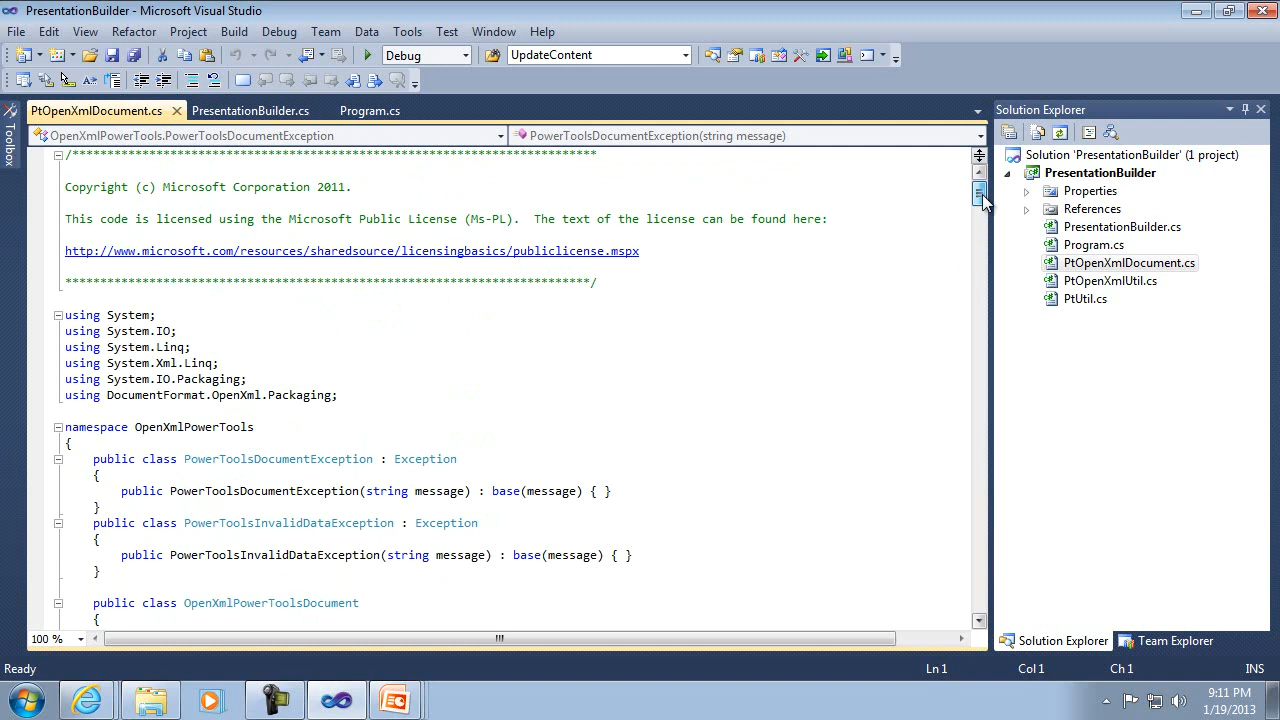 PresentationBuilder - Microsoft Visual Studio
File Edit View Refactor Project Build Debug Team Data Tools Test Window Help
Debug UpdateContent
Toolbox
PtOpenXmlDocument.cs PresentationBuilder.cs Program.cs
OpenXmlPowerTools.PowerToolsDocumentException PowerToolsDocumentException(string message)
/***************************************************************************
Copyright (c) Microsoft Corporation 2011.
This code is licensed using the Microsoft Public License (Ms-PL).  The text of the license can be found here:
http://www.microsoft.com/resources/sharedsource/licensingbasics/publiclicense.mspx
***************************************************************************/
using System;
using System.IO;
using System.Linq;
using System.Xml.Linq;
using System.IO.Packaging;
using DocumentFormat.OpenXml.Packaging;
namespace OpenXmlPowerTools
{
public class PowerToolsDocumentException : Exception
{
public PowerToolsDocumentException(string message) : base(message) { }
}
public class PowerToolsInvalidDataException : Exception
{
public PowerToolsInvalidDataException(string message) : base(message) { }
}
public class OpenXmlPowerToolsDocument
{
100 %
Solution Explorer
Solution 'PresentationBuilder' (1 project)
PresentationBuilder
Properties
References
PresentationBuilder.cs
Program.cs
PtOpenXmlDocument.cs
PtOpenXmlUtil.cs
PtUtil.cs
Solution Explorer Team Explorer
Ready Ln 1 Col 1 Ch 1 INS
9:11 PM
1/19/2013